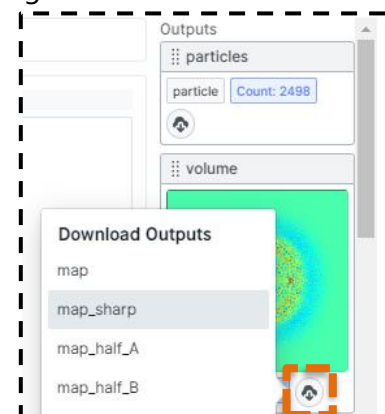 Outputs
particles
particle Count: 2498
volume
Download Outputs
map
map_sharp
map_half_A
map_half_B